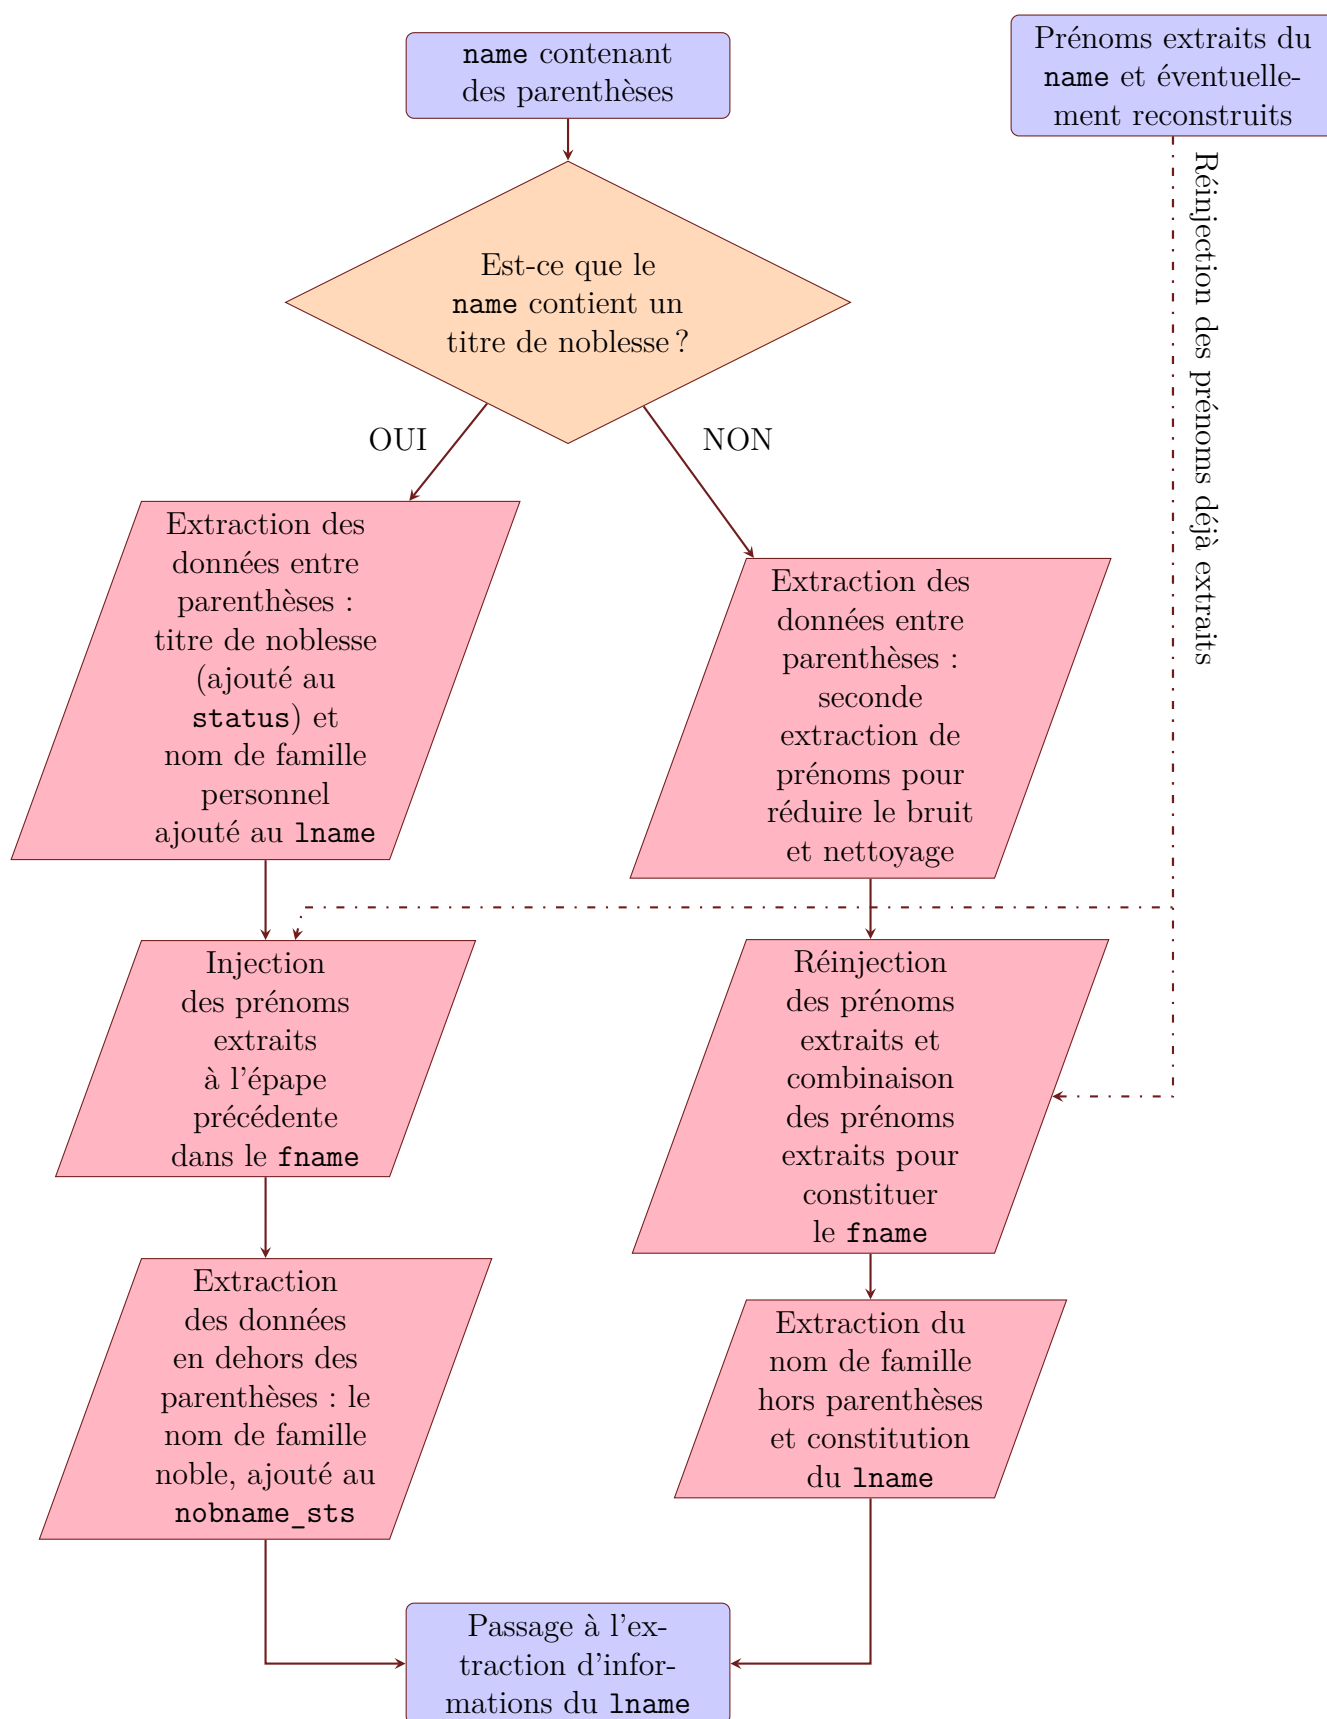 name contenant
des parenthèses
Prénoms extraits du
name et éventuelle-
ment reconstruits
Réinjection des prénoms déjà extraits
Est-ce que le
name contient un
titre de noblesse ?
OUI
NON
Extraction des
données entre
parenthèses :
titre de noblesse
(ajouté au
status) et
nom de famille
personnel
ajouté au lname
Extraction des
données entre
parenthèses :
seconde
extraction de
prénoms pour
réduire le bruit
et nettoyage
Injection
des prénoms
extraits
à l'épape
précédente
dans le fname
Réinjection
des prénoms
extraits et
combinaison
des prénoms
extraits pour
constituer
le fname
Extraction
des données
en dehors des
parenthèses : le
nom de famille
noble, ajouté au
nobname_sts
Extraction du
nom de famille
hors parenthèses
et constitution
du lname
Passage à l'ex-
traction d'infor-
mations du lname